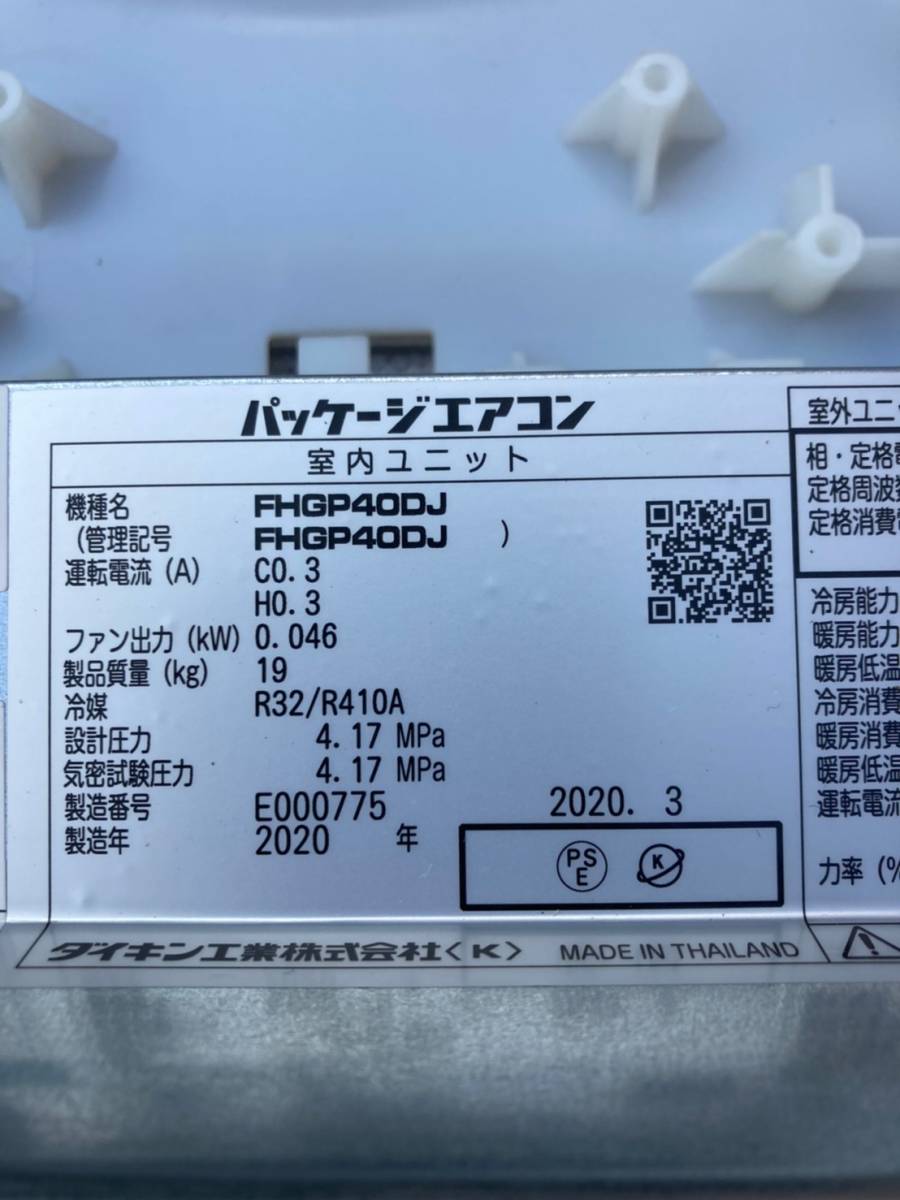 パッケージエアコン
室内ユニット
機種名 FHGP40DJ
(管理記号 FHGP40DJ )
運転電流 (A) C0.3
H0.3
ファン出力 (kW) 0.046
製品質量 (kg) 19
冷媒 R32/R410A
設計圧力 4.17 MPa
気密試験圧力 4.17 MPa
製造番号 E000775 2020. 3
製造年 2020 年
PS
E
K
ダイキン工業株式会社〈K〉 MADE IN THAILAND
室外ユニ
相・定格
定格周波
定格消費
冷房能力
暖房能力
暖房低温
冷房消費
暖房消費
暖房低温
運転電流
力率 (%